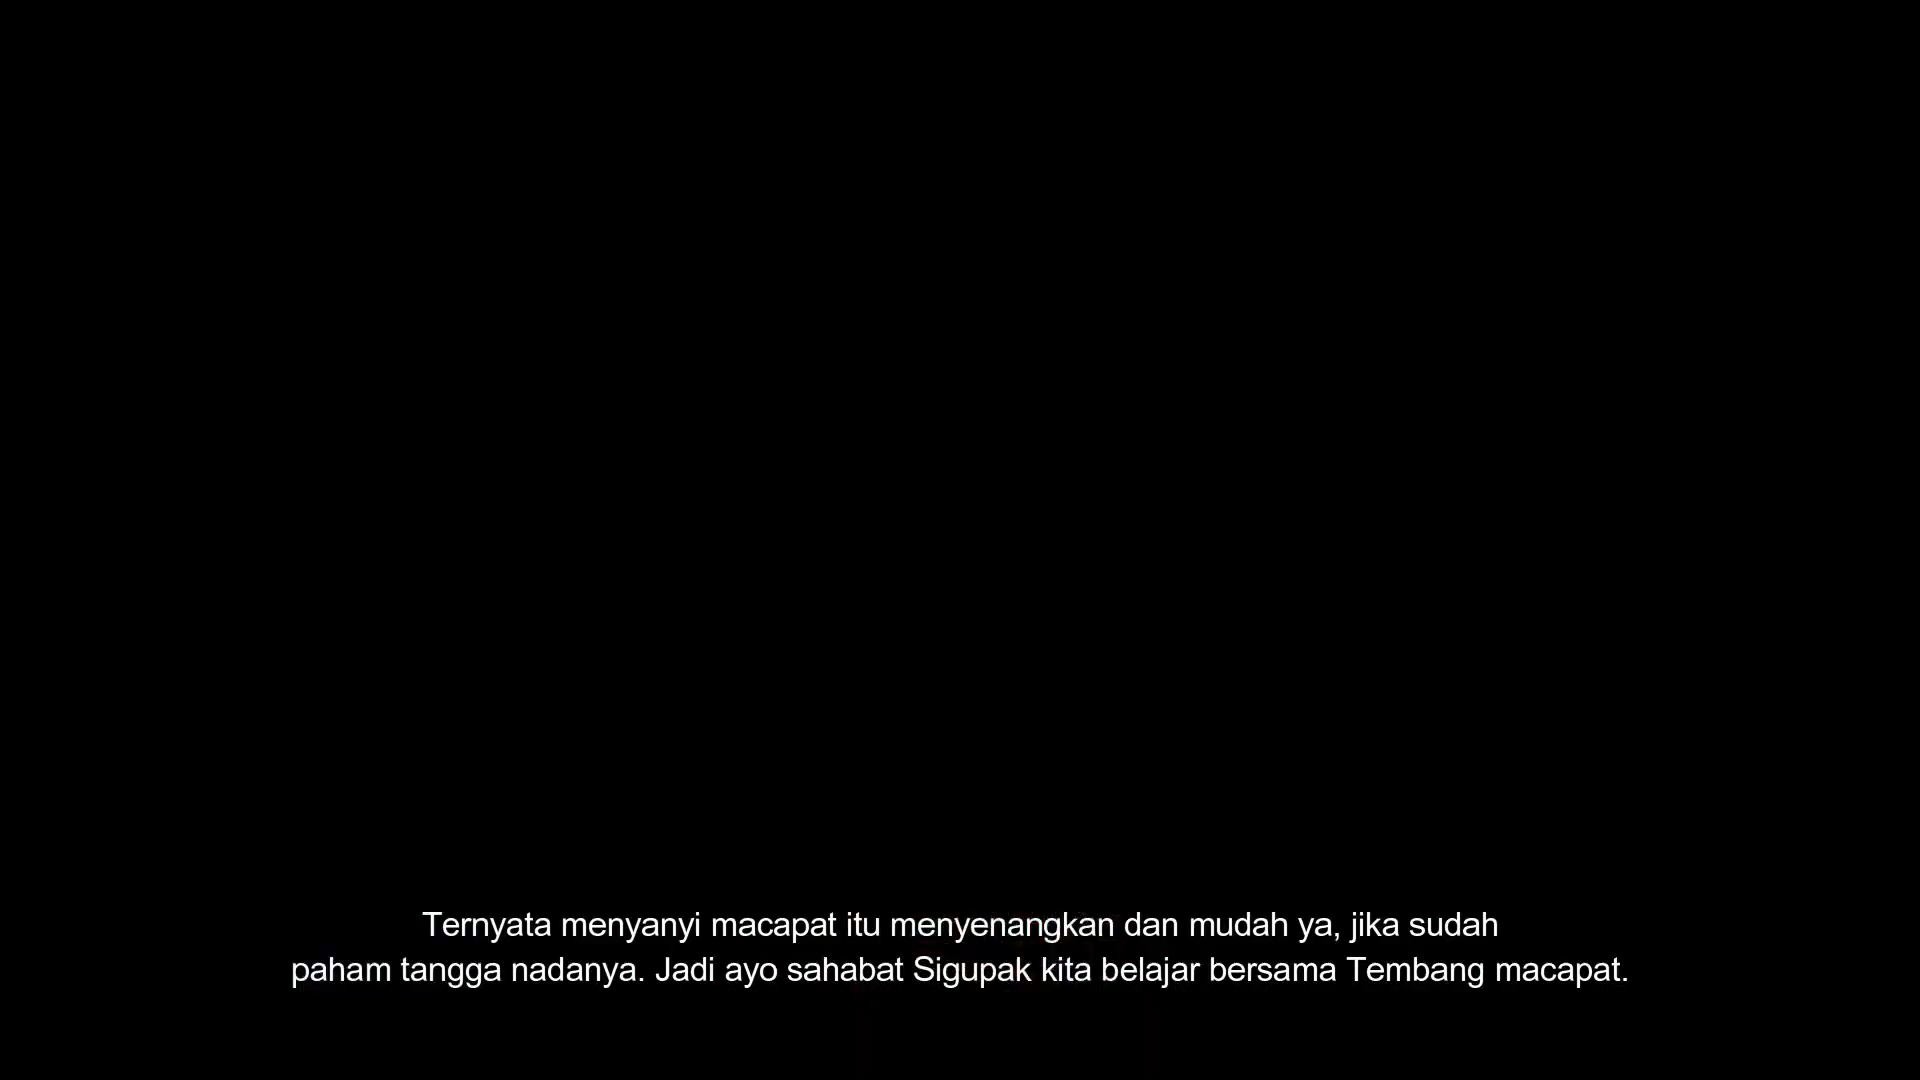 Ternyata menyanyi macapat itu menyenangkan dan mudah ya, jika sudah
paham tangga nadanya. Jadi ayo sahabat Sigupak kita belajar bersama Tembang macapat.